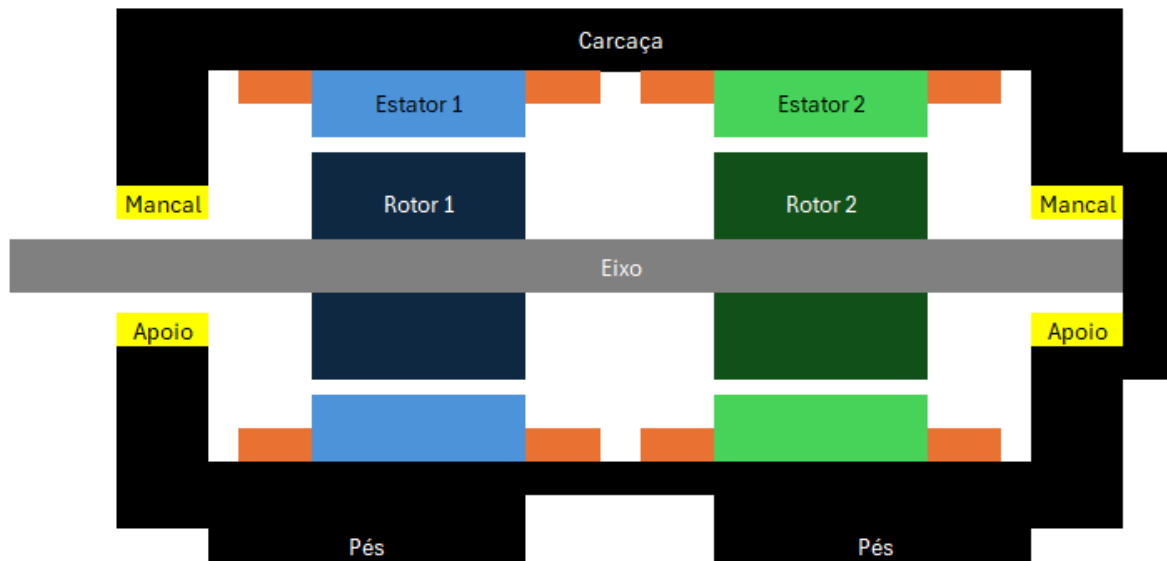 Carcaça
Estator 1
Estator 2
Mancal
Rotor 1
Rotor 2
Mancal
Eixo
Apoio
Apoio
Pés
Pés